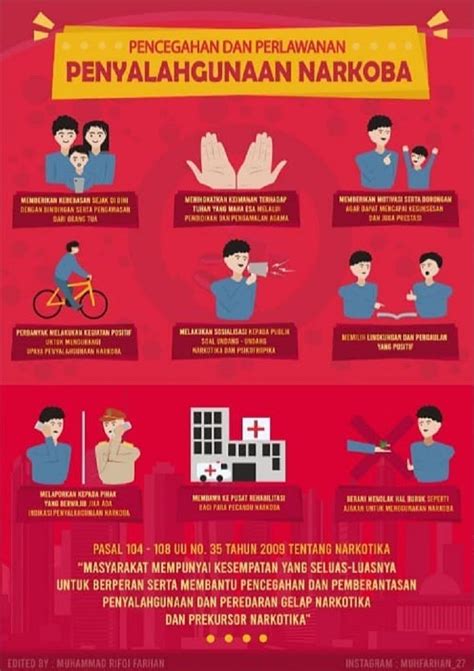 PENCEGAHAN DAN PERLAWANAN
PENYALAHGUNAAN NARKOBA
MEMBERIKAN KEBEBASAN SEJAK DI DINI
DENGAN BINDINGAN SERTA PENGAWASAN
DARI ORANG TUA
MENINGKATKAN KEIMANAN TERHADAP
TUHAN YANG MAHA ESA MELALUI
PENDIDIKAN DAN PENGAMALAN AGAMA
MEMBERIKAN MOTIVASI SERTA DORONGAN
AGAR DAPAT MENCAPAI KESUKSESAN
DAN JUGA PRESTASI
PERBANYAK MELAKUKAN KEGIATAN POSITIF
UNTUK MENGURANGI
UPAYA PENYALAHGUNAAN NARKOBA
MELAKUKAN SOSIALISASI KEPADA PUBLIK
SOAL UNDANG - UNDANG
NARKOTIKA DAN PSIKOTROPIKA
MEMILIH LINGKUNGAN DAN PERGAULAN
YANG POSITIF
MELAPORKAN KEPADA PIHAK
YANG BERWAJIB JIKA ADA
INDIKASI PENYALAHGUNAAN NARKOBA
MEMBAWA KE PUSAT REHABILITASI
BAGI PARA PECANDU NARKOBA
BERANI MENOLAK HAL BURUK SEPERTI
AJAKAN UNTUK MENGGUNAKAN NARKOBA
PASAL 104 - 108 UU NO. 35 TAHUN 2009 TENTANG NARKOTIKA
"MASYARAKAT MEMPUNYAI KESEMPATAN YANG SELUAS-LUASNYA
UNTUK BERPERAN SERTA MEMBANTU PENCEGAHAN DAN PEMBERANTASAN
PENYALAHGUNAAN DAN PEREDARAN GELAP NARKOTIKA
DAN PREKURSOR NARKOTIKA"
EDITED BY : MUHAMMAD RIFQI FARHAN
INSTAGRAM : MUHFARHAN_27